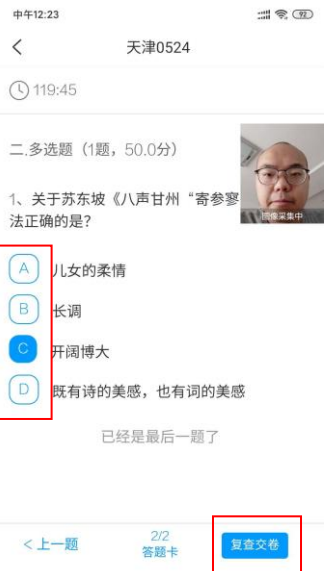 中午12:23
92
天津0524
119:45
二.多选题（1题，50.0分）
1、关于苏东坡《八声甘州“寄参寥
法正确的是？
图像采集中
A 儿女的柔情
B 长调
C 开阔博大
D 既有诗的美感，也有词的美感
已经是最后一题了
<上一题
2/2
答题卡
复查交卷